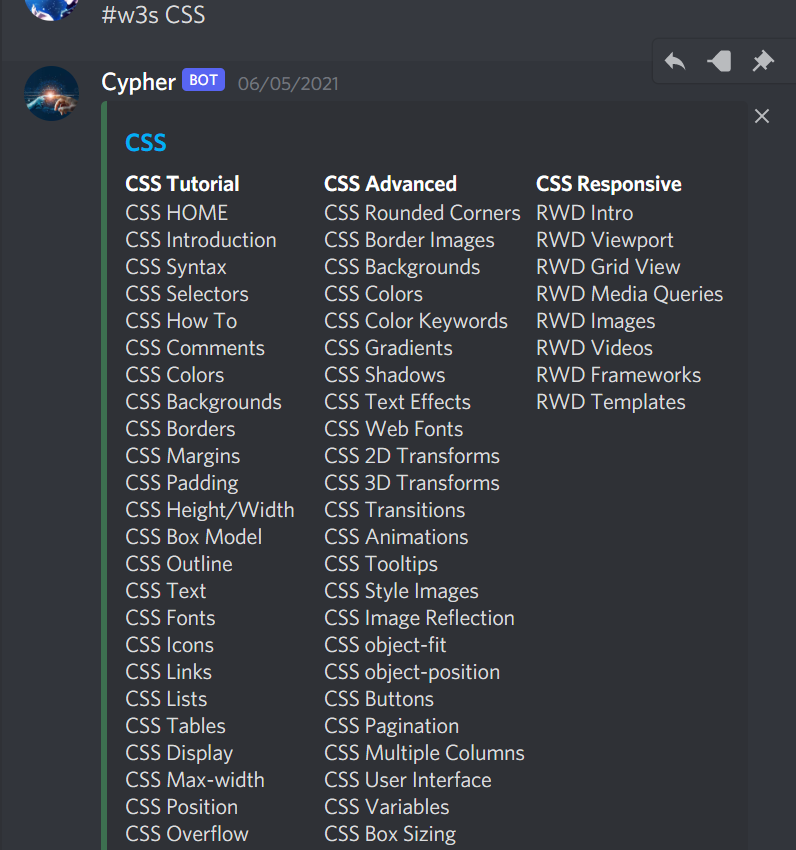 #w3s CSS
Cypher BOT 06/05/2021
CSS
CSS Tutorial
CSS HOME
CSS Introduction
CSS Syntax
CSS Selectors
CSS How To
CSS Comments
CSS Colors
CSS Backgrounds
CSS Borders
CSS Margins
CSS Padding
CSS Height/Width
CSS Box Model
CSS Outline
CSS Text
CSS Fonts
CSS Icons
CSS Links
CSS Lists
CSS Tables
CSS Display
CSS Max-width
CSS Position
CSS Overflow
CSS Advanced
CSS Rounded Corners
CSS Border Images
CSS Backgrounds
CSS Colors
CSS Color Keywords
CSS Gradients
CSS Shadows
CSS Text Effects
CSS Web Fonts
CSS 2D Transforms
CSS 3D Transforms
CSS Transitions
CSS Animations
CSS Tooltips
CSS Style Images
CSS Image Reflection
CSS object-fit
CSS object-position
CSS Buttons
CSS Pagination
CSS Multiple Columns
CSS User Interface
CSS Variables
CSS Box Sizing
CSS Responsive
RWD Intro
RWD Viewport
RWD Grid View
RWD Media Queries
RWD Images
RWD Videos
RWD Frameworks
RWD Templates